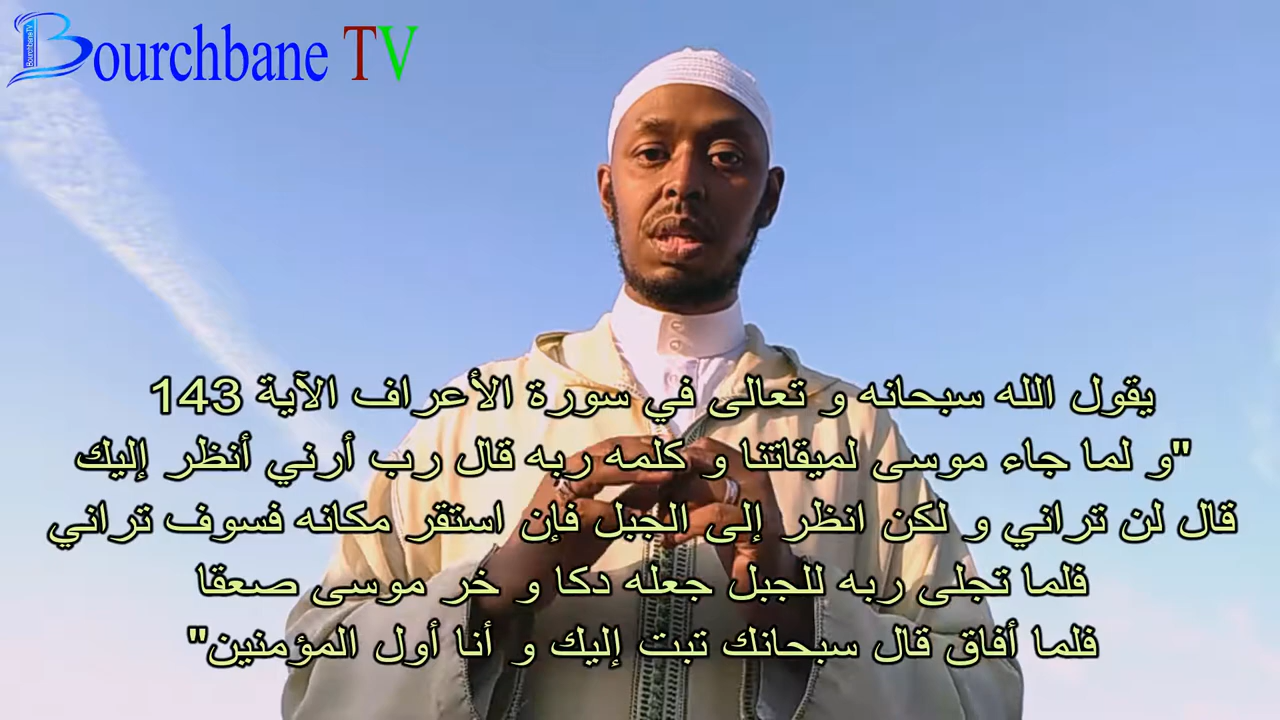 Bourchbane TV
يقول الله سبحانه و تعالى في سورة الأعراف الآية 143
"و لما جاء موسى لميقاتنا و كلمه ربه قال رب أرني أنظر إليك
قال لن تراني و لكن انظر إلى الجبل فإن استقر مكانه فسوف تراني
فلما تجلى ربه للجبل جعله دكا و خر موسى صعقا
فلما أفاق قال سبحانك تبت إليك و أنا أول المؤمنين"